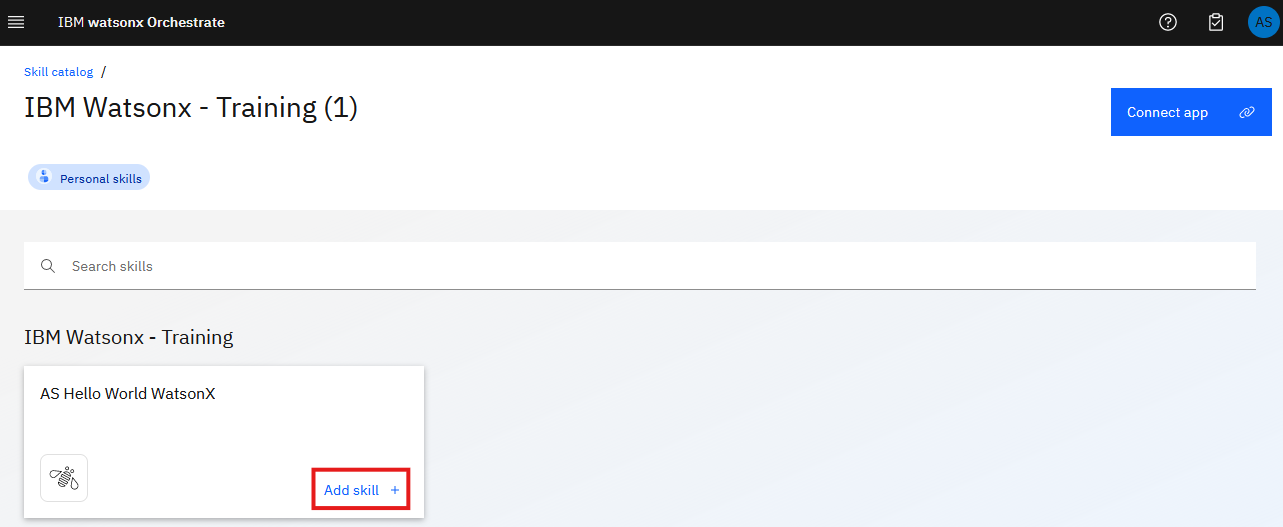 IBM watsonx Orchestrate
AS
Skill catalog /
IBM Watsonx - Training (1)
Connect app
Personal skills
Search skills
IBM Watsonx - Training
AS Hello World WatsonX
Add skill +